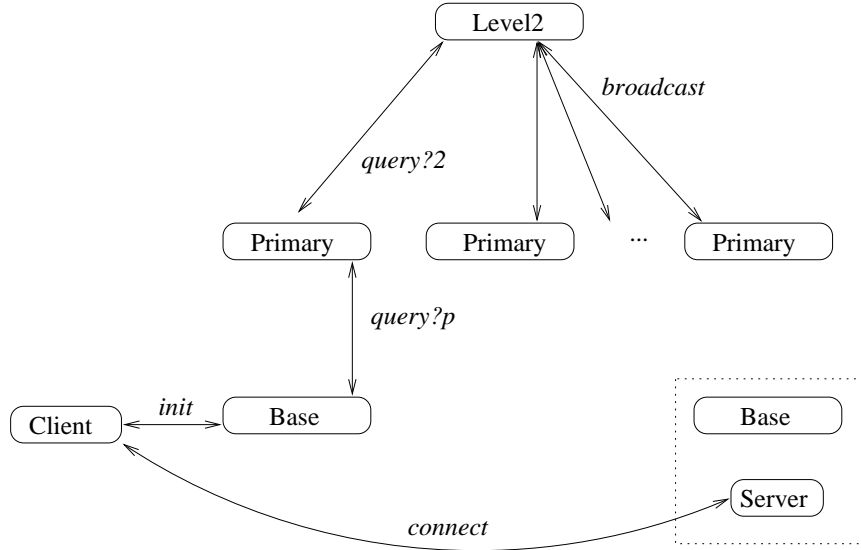 Level2
broadcast
query?2
Primary
Primary
...
Primary
query?p
init
Base
Base
Client
Server
connect